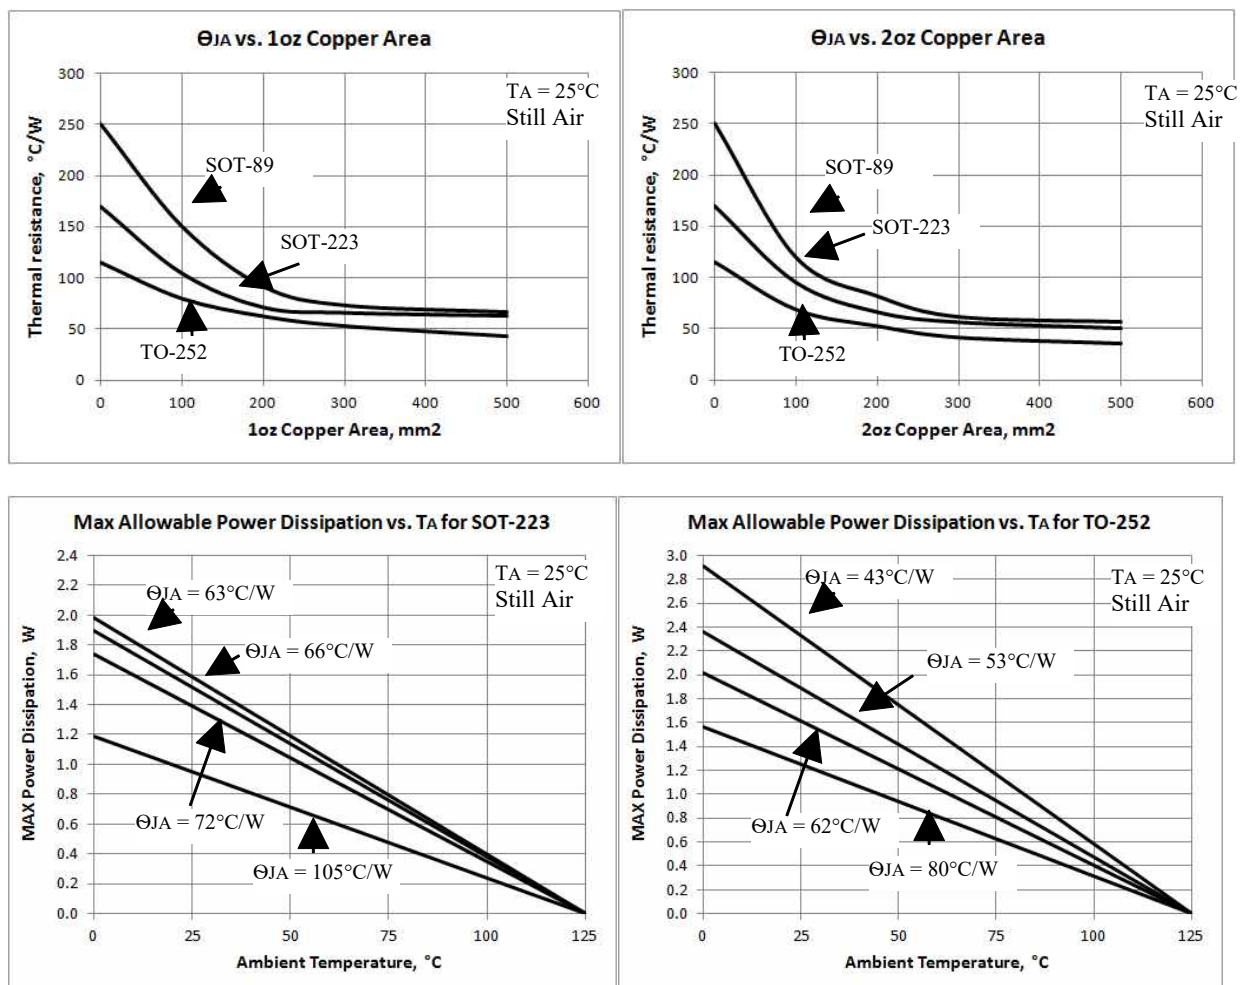 ΘJA vs. 1oz Copper Area
TA = 25°C
Still Air
300
250
200
150
100
50
0
Thermal resistance, °C/W
SOT-89
SOT-223
TO-252
0 100 200 300 400 500 600
1oz Copper Area, mm2
ΘJA vs. 2oz Copper Area
TA = 25°C
Still Air
300
250
200
150
100
50
0
Thermal resistance, °C/W
SOT-89
SOT-223
TO-252
0 100 200 300 400 500 600
2oz Copper Area, mm2
Max Allowable Power Dissipation vs. TA for SOT-223
TA = 25°C
Still Air
2.4
2.2
2.0
1.8
1.6
1.4
1.2
1.0
0.8
0.6
0.4
0.2
0.0
MAX Power Dissipation, W
ΘJA = 63°C/W
ΘJA = 66°C/W
ΘJA = 72°C/W
ΘJA = 105°C/W
0 25 50 75 100 125
Ambient Temperature, °C
Max Allowable Power Dissipation vs. TA for TO-252
TA = 25°C
Still Air
3.0
2.8
2.6
2.4
2.2
2.0
1.8
1.6
1.4
1.2
1.0
0.8
0.6
0.4
0.2
0.0
MAX Power Dissipation, W
ΘJA = 43°C/W
ΘJA = 53°C/W
ΘJA = 62°C/W
ΘJA = 80°C/W
0 25 50 75 100 125
Ambient Temperature, °C